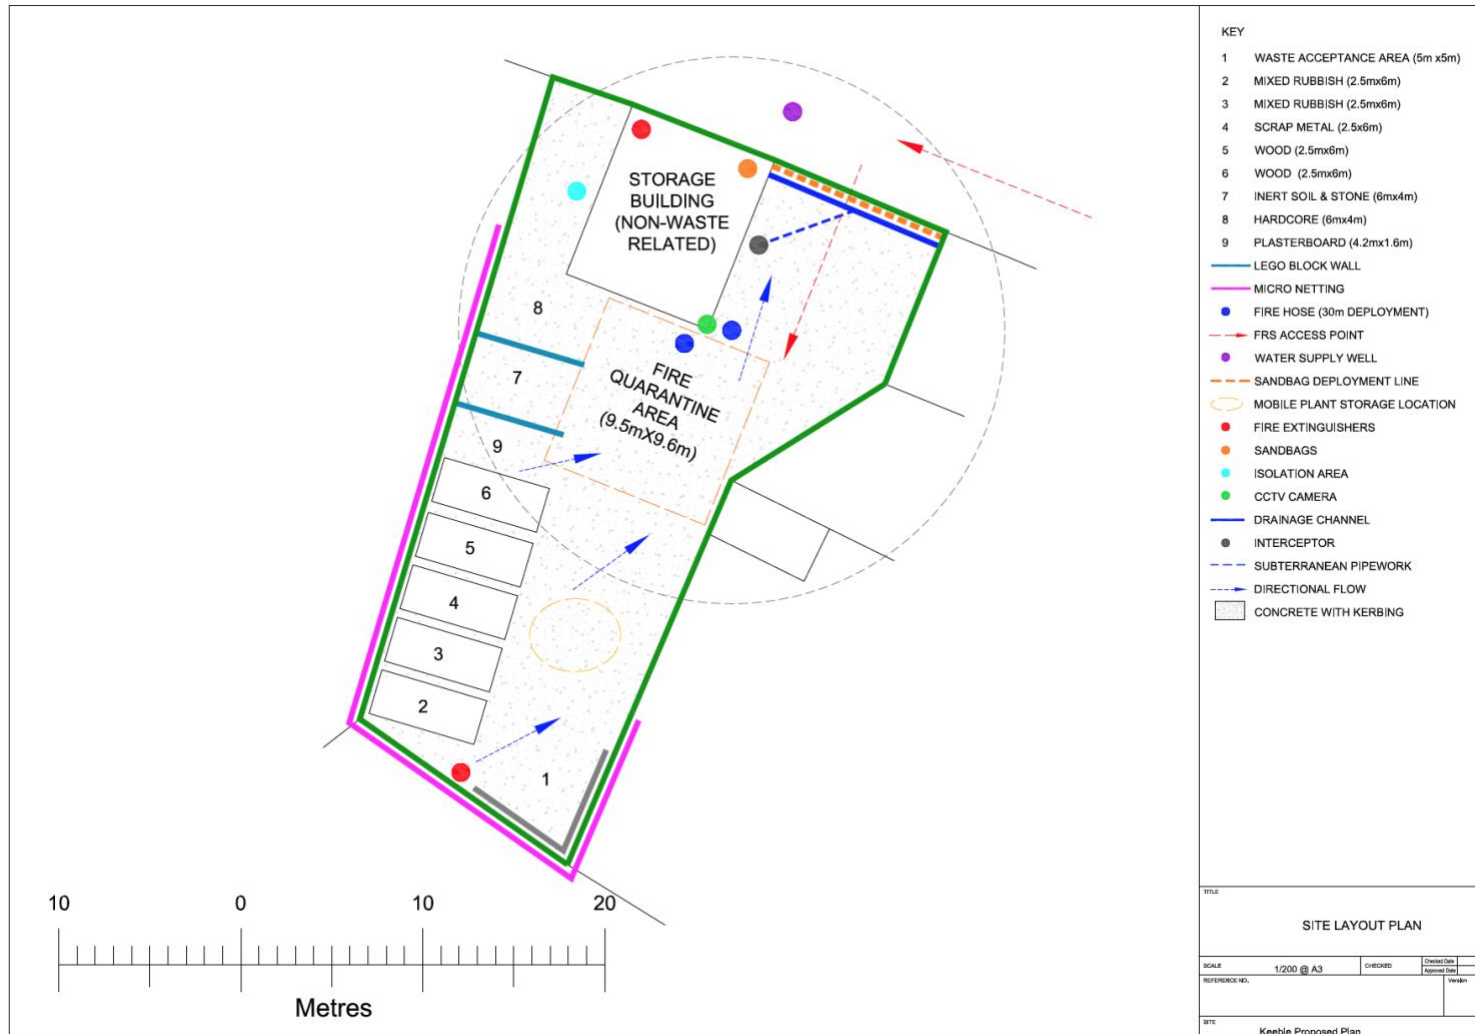 STORAGE
BUILDING
(NON-WASTE
RELATED)
8
7
FIRE
QUARANTINE
AREA
(9.5mX9.6m)
9
6
5
4
3
2
1
10 0 10 20
Metres
KEY
1 WASTE ACCEPTANCE AREA (5m x5m)
2 MIXED RUBBISH (2.5mx6m)
3 MIXED RUBBISH (2.5mx6m)
4 SCRAP METAL (2.5x6m)
5 WOOD (2.5mx6m)
6 WOOD (2.5mx6m)
7 INERT SOIL & STONE (6mx4m)
8 HARDCORE (6mx4m)
9 PLASTERBOARD (4.2mx1.6m)
LEGO BLOCK WALL
MICRO NETTING
FIRE HOSE (30m DEPLOYMENT)
FRS ACCESS POINT
WATER SUPPLY WELL
SANDBAG DEPLOYMENT LINE
MOBILE PLANT STORAGE LOCATION
FIRE EXTINGUISHERS
SANDBAGS
ISOLATION AREA
CCTV CAMERA
DRAINAGE CHANNEL
INTERCEPTOR
SUBTERRANEAN PIPEWORK
DIRECTIONAL FLOW
CONCRETE WITH KERBING
TITLE
SITE LAYOUT PLAN
SCALE 1/200 @ A3 CHECKED Checked Date
Approved Date
REFERENCE NO. Version
SITE
Keeble Proposed Plan